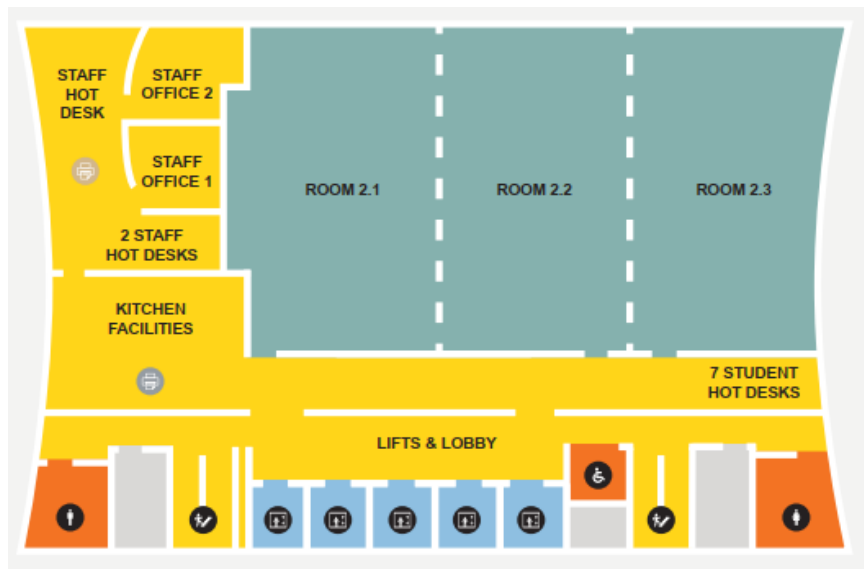 STAFF
HOT
DESK
STAFF
OFFICE 2
STAFF
OFFICE 1
2 STAFF
HOT DESKS
ROOM 2.1
ROOM 2.2
ROOM 2.3
KITCHEN
FACILITIES
7 STUDENT
HOT DESKS
LIFTS & LOBBY